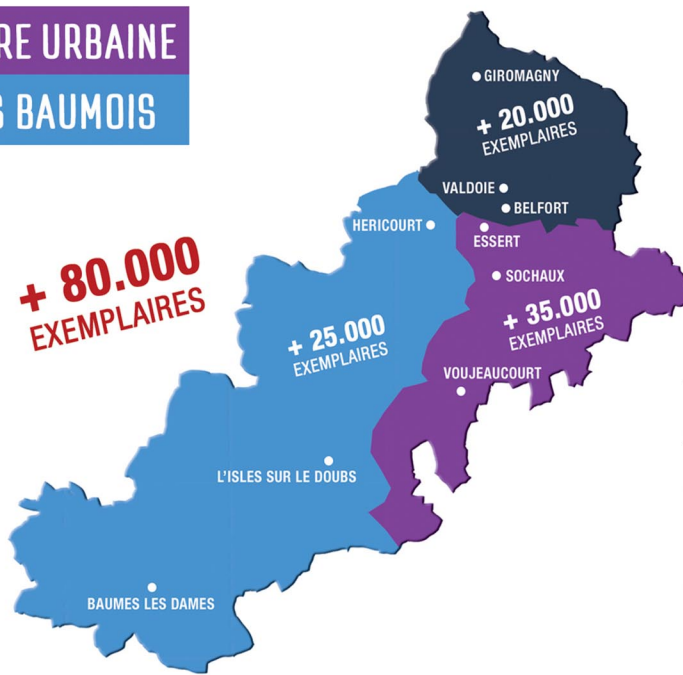 RE URBAINE
S BAUMOIS
GIROMAGNY
+ 20.000
EXEMPLAIRES
VALDOIE
BELFORT
HERICOURT
ESSERT
+ 80.000
EXEMPLAIRES
SOCHAUX
+ 35.000
EXEMPLAIRES
+ 25.000
EXEMPLAIRES
VOUJEAUCOURT
L'ISLES SUR LE DOUBS
BAUMES LES DAMES